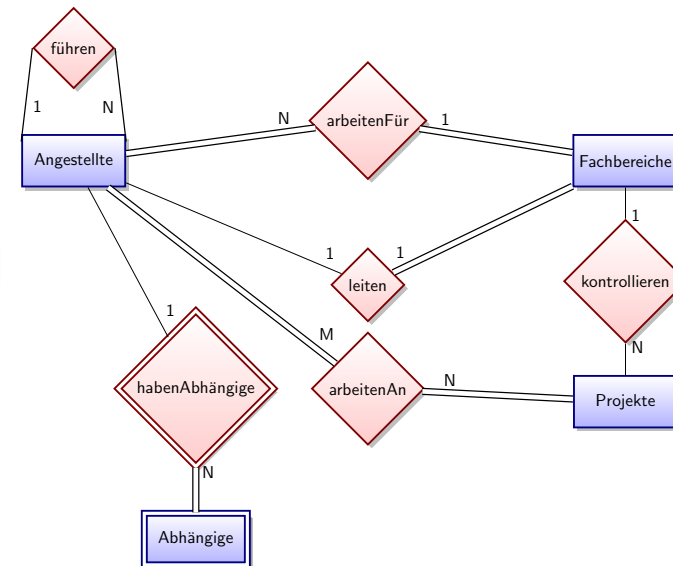 führen
1
N
Angestellte
N
arbeitenFür
1
Fachbereiche
1
1
leiten
1
kontrollieren
N
1
habenAbhängige
N
M
arbeitenAn
N
Projekte
Abhängige